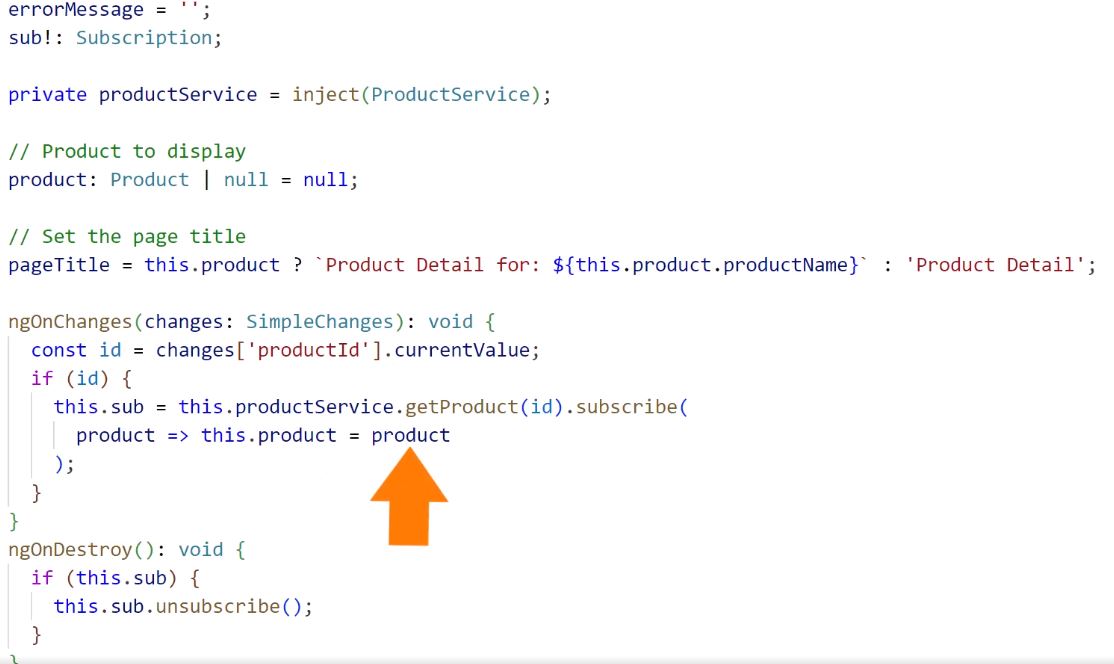 errorMessage = '';
sub!: Subscription;
private productService = inject(ProductService);
// Product to display
product: Product | null = null;
// Set the page title
pageTitle = this.product ? `Product Detail for: ${this.product.productName}` : 'Product Detail';
ngOnChanges(changes: SimpleChanges): void {
const id = changes['productId'].currentValue;
if (id) {
this.sub = this.productService.getProduct(id).subscribe(
product => this.product = product
);
}
}
ngOnDestroy(): void {
if (this.sub) {
this.sub.unsubscribe();
}
}